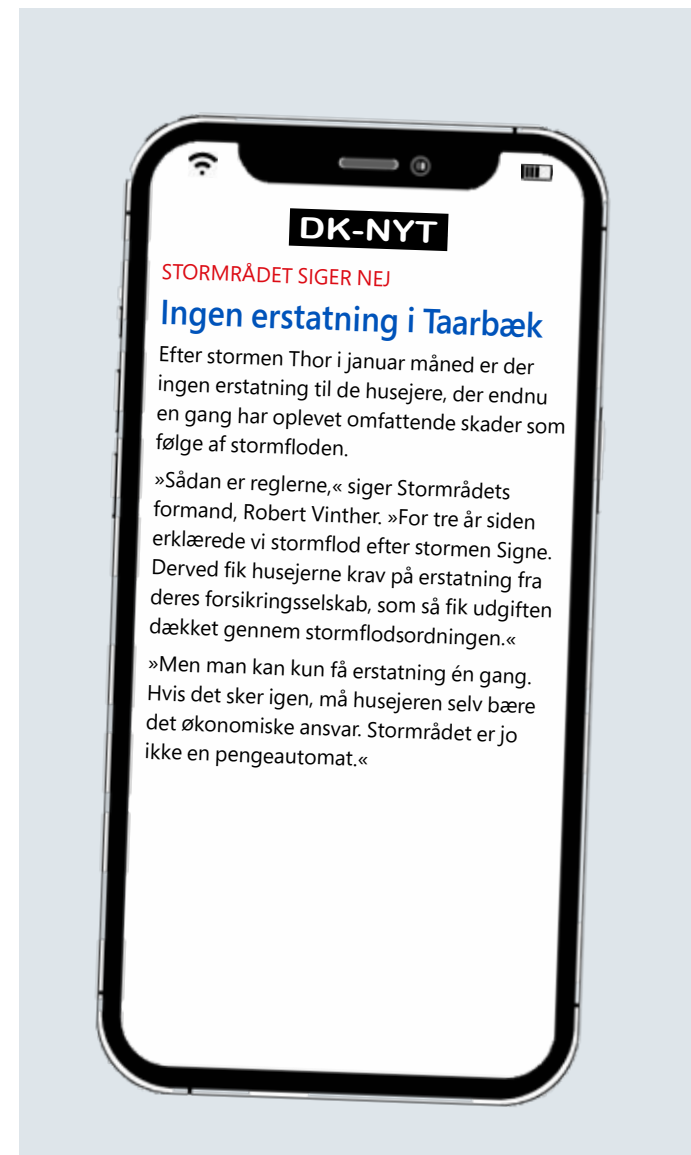 DK-NYT
STORMRÅDET SIGER NEJ
Ingen erstatning i Taarbæk
Efter stormen Thor i januar måned er der
ingen erstatning til de husejere, der endnu
en gang har oplevet omfattende skader som
følge af stormfloden.
»Sådan er reglerne,« siger Stormrådets
formand, Robert Vinther. »For tre år siden
erklærede vi stormflod efter stormen Signe.
Derved fik husejerne krav på erstatning fra
deres forsikringsselskab, som så fik udgiften
dækket gennem stormflodsordningen.«
»Men man kan kun få erstatning én gang.
Hvis det sker igen, må husejeren selv bære
det økonomiske ansvar. Stormrådet er jo
ikke en pengeautomat.«